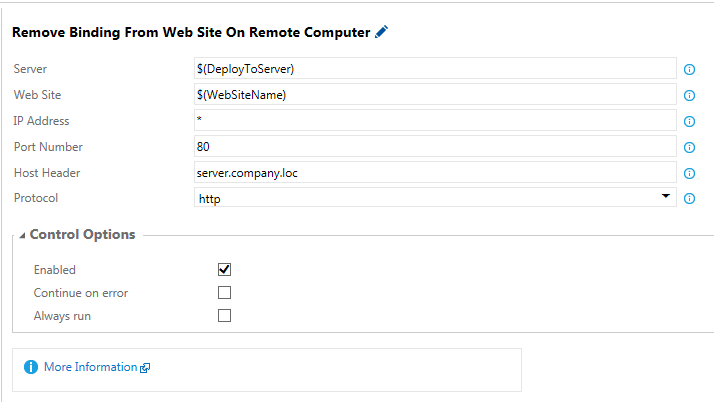 Remove Binding From Web Site On Remote Computer
Server $(DeployToServer)
Web Site $(WebSiteName)
IP Address *
Port Number 80
Host Header server.company.loc
Protocol http
Control Options
Enabled
Continue on error
Always run
More Information